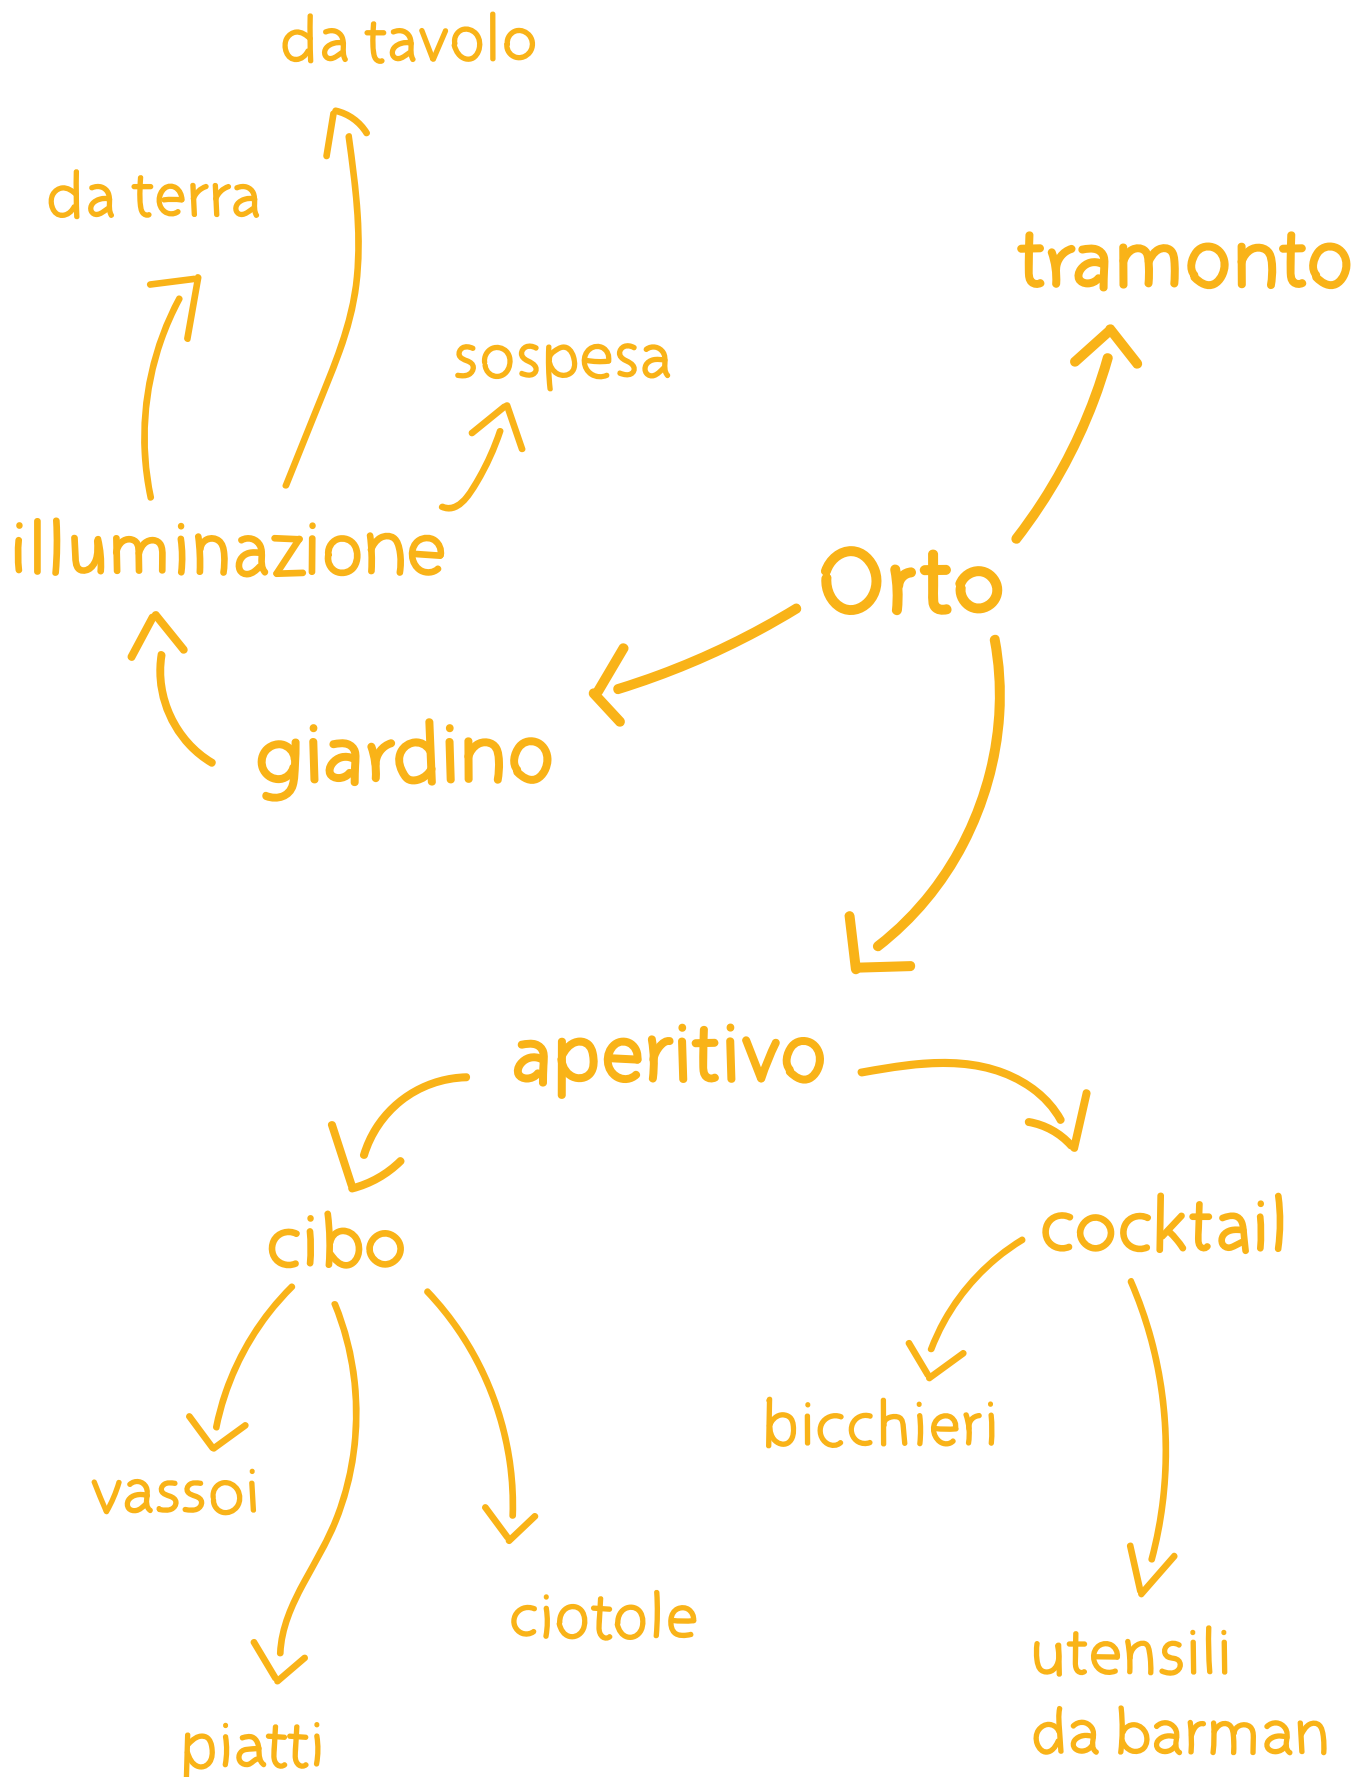 da tavolo
da terra
tramonto
sospesa
illuminazione
Orto
giardino
aperitivo
cibo
cocktail
bicchieri
vassoi
ciotole
utensili
da barman
piatti